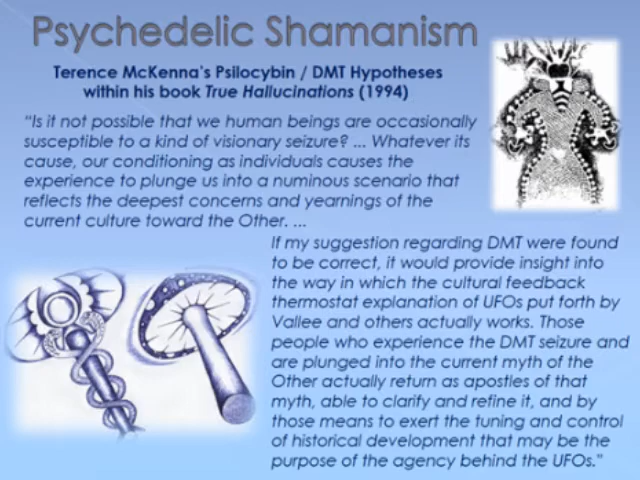 Psychedelic Shamanism
Terence McKenna's Psilocybin / DMT Hypotheses
within his book True Hallucinations (1994)
"Is it not possible that we human beings are occasionally
susceptible to a kind of visionary seizure? ... Whatever its
cause, our conditioning as individuals causes the
experience to plunge us into a numinous scenario that
reflects the deepest concerns and yearnings of the
current culture toward the Other. ...
If my suggestion regarding DMT were found
to be correct, it would provide insight into
the way in which the cultural feedback
thermostat explanation of UFOs put forth by
Vallee and others actually works. Those
people who experience the DMT seizure and
are plunged into the current myth of the
Other actually return as apostles of that
myth, able to clarify and refine it, and by
those means to exert the tuning and control
of historical development that may be the
purpose of the agency behind the UFOs."